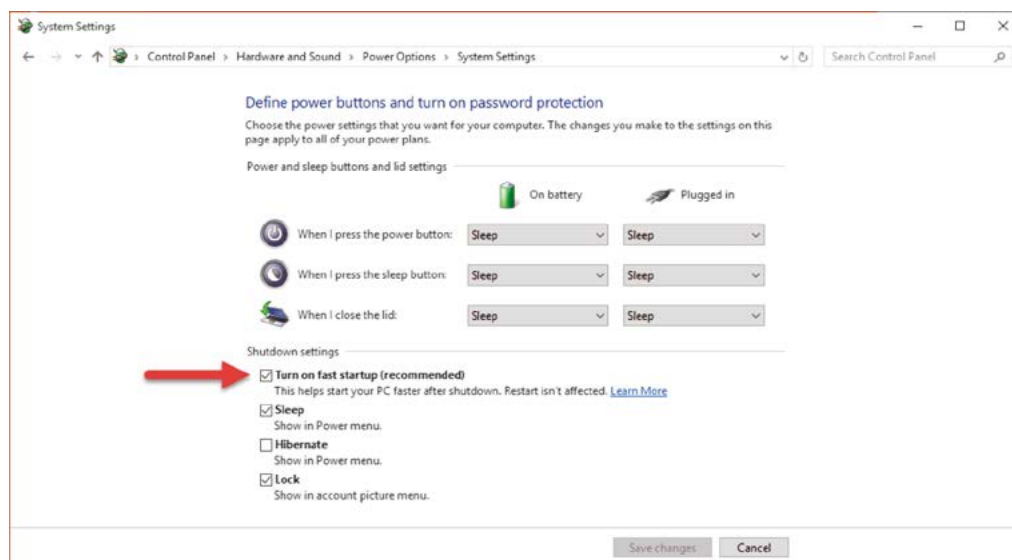 System Settings
Control Panel › Hardware and Sound › Power Options › System Settings
Search Control Panel
Define power buttons and turn on password protection
Choose the power settings that you want for your computer. The changes you make to the settings on this
page apply to all of your power plans.
Power and sleep buttons and lid settings
On battery Plugged in
When I press the power button: Sleep Sleep
When I press the sleep button: Sleep Sleep
When I close the lid: Sleep Sleep
Shutdown settings
Turn on fast startup (recommended)
This helps start your PC faster after shutdown. Restart isn't affected. Learn More
Sleep
Show in Power menu.
Hibernate
Show in Power menu.
Lock
Show in account picture menu.
Save changes Cancel